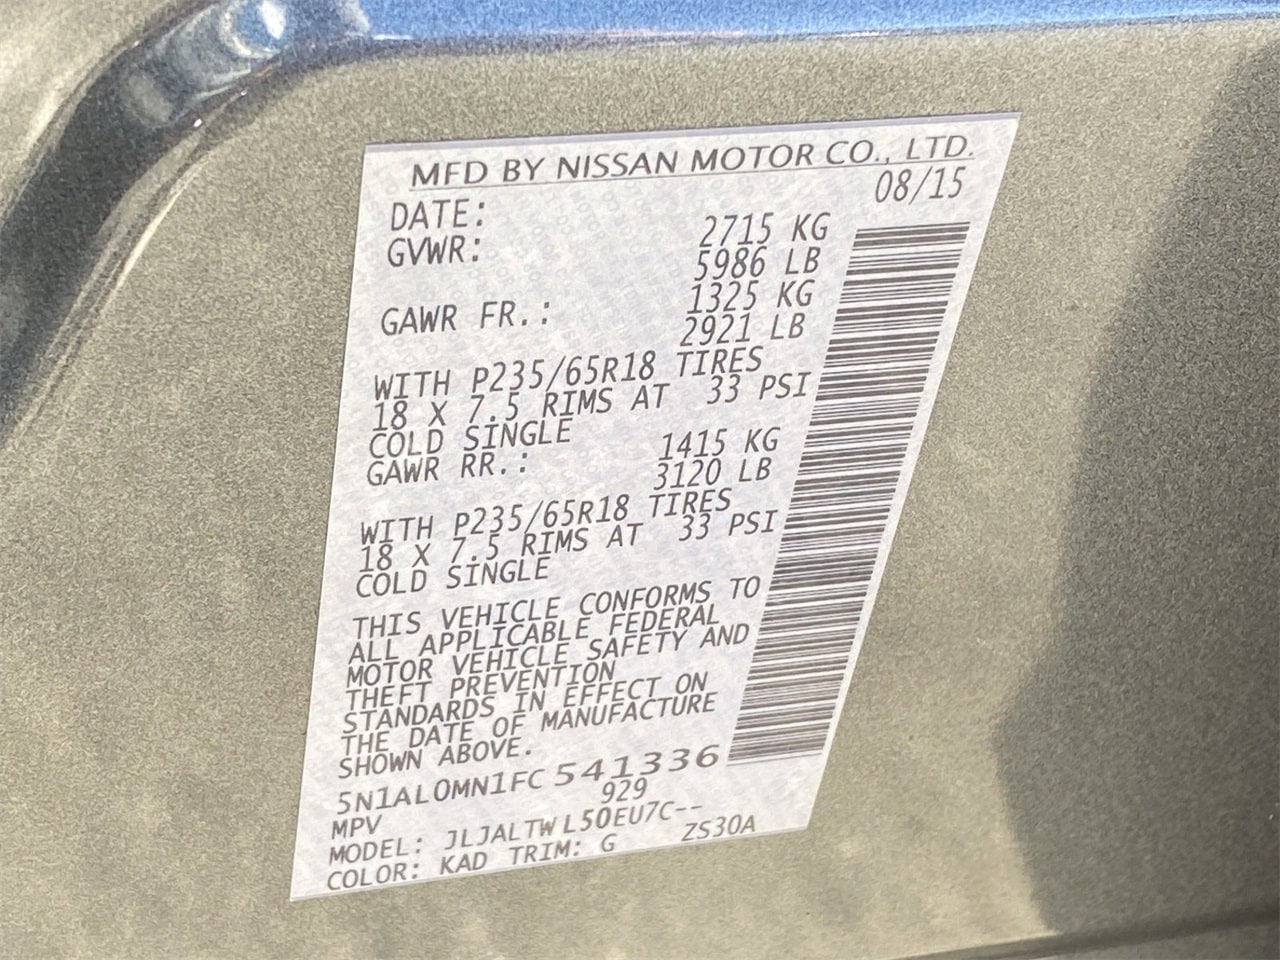 MFD BY NISSAN MOTOR CO., LTD.
DATE: 08/15
GVWR: 2715 KG
5986 LB
GAWR FR.: 1325 KG
2921 LB
WITH P235/65R18 TIRES
18 X 7.5 RIMS AT 33 PSI
COLD SINGLE
GAWR RR.: 1415 KG
3120 LB
WITH P235/65R18 TIRES
18 X 7.5 RIMS AT 33 PSI
COLD SINGLE
THIS VEHICLE CONFORMS TO
ALL APPLICABLE FEDERAL
MOTOR VEHICLE SAFETY AND
THEFT PREVENTION
STANDARDS IN EFFECT ON
THE DATE OF MANUFACTURE
SHOWN ABOVE.
5N1AL0MN1FC541336
MPV 929
MODEL: JLJALTWL50EU7C--
COLOR: KAD TRIM: G ZS30A